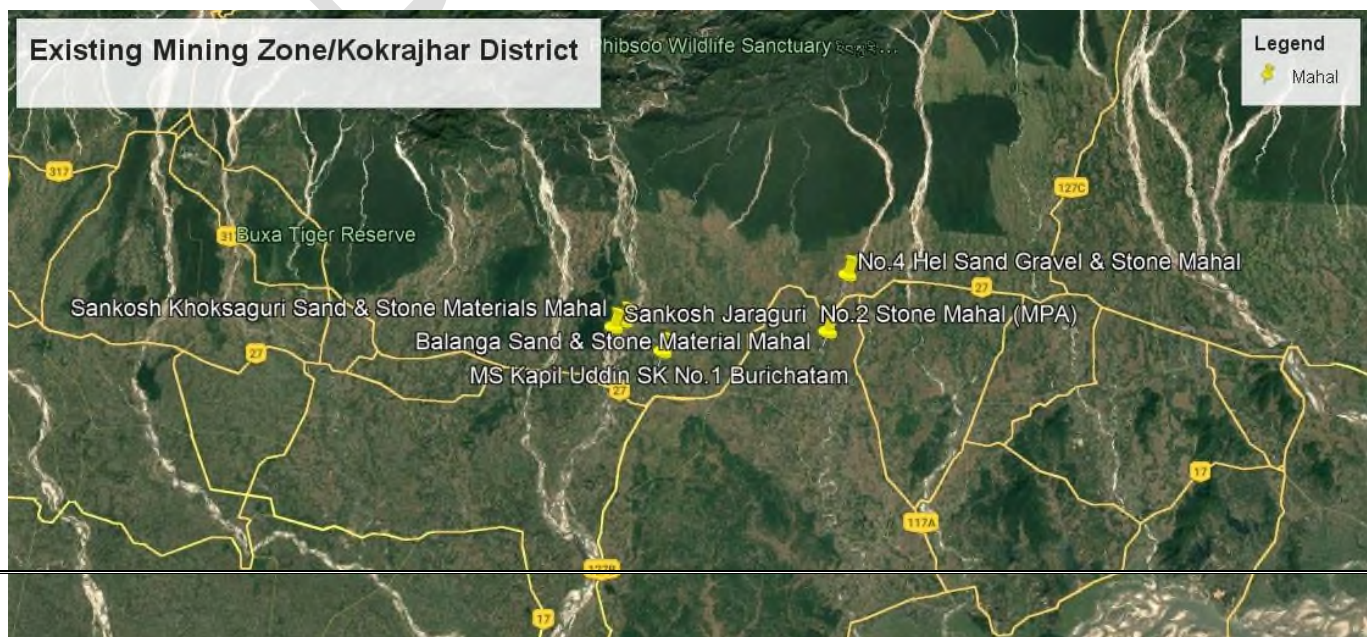 Existing Mining Zone/Kokrajhar District
Phibsoo Wildlife Sanctuary
Legend
Mahal
317
127C
31
Buxa Tiger Reserve
No.4 Hel Sand Gravel & Stone Mahal
27
Sankosh Khoksaguri Sand & Stone Materials Mahal
Sankosh Jaraguri No.2 Stone Mahal (MPA)
Balanga Sand & Stone Material Mahal
27
MS Kapil Uddin SK No.1 Burichatam
27
17
117A
127B
17